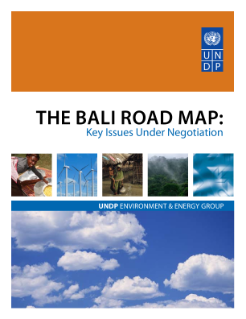 U N
D P
THE BALI ROAD MAP:
Key Issues Under Negotiation
UNDP ENVIRONMENT & ENERGY GROUP